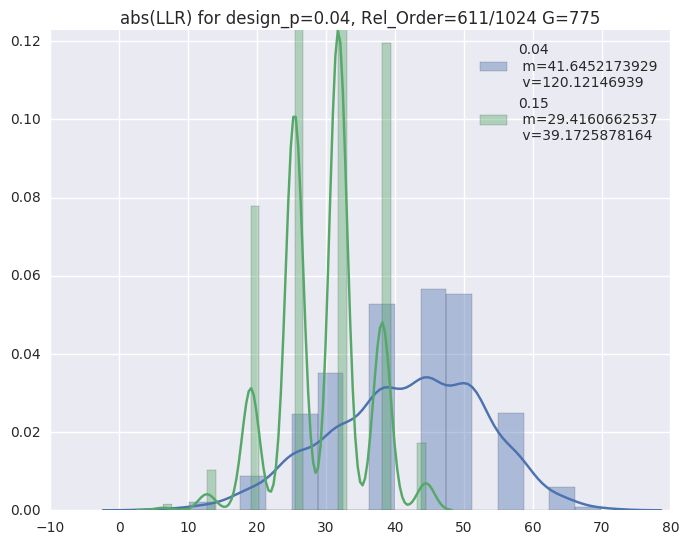 abs(LLR) for design_p=0.04, Rel_Order=611/1024 G=775
0.04
m=41.6452173929
v=120.12146939
0.15
m=29.4160662537
v=39.1725878164
0.12
0.10
0.08
0.06
0.04
0.02
0.00
-10 0 10 20 30 40 50 60 70 80